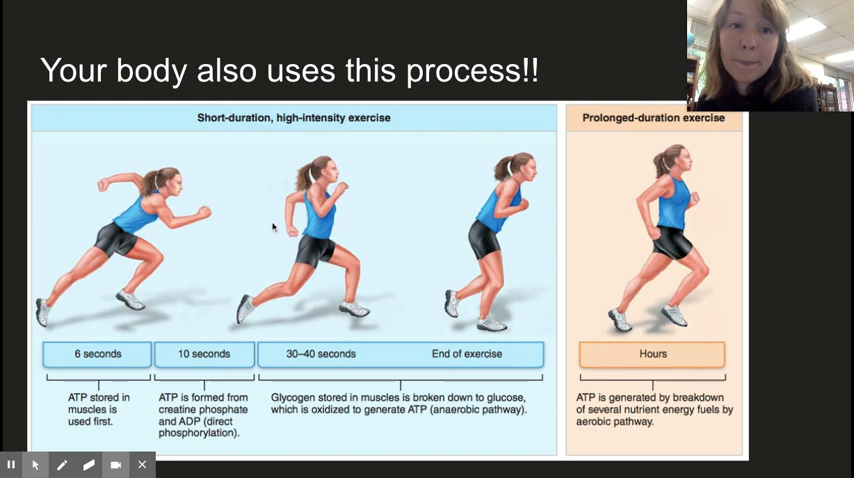 Your body also uses this process!!
Short-duration, high-intensity exercise
Prolonged-duration exercise
6 seconds
10 seconds
30–40 seconds
End of exercise
Hours
ATP stored in
muscles is
used first.
ATP is formed from
creatine phosphate
and ADP (direct
phosphorylation).
Glycogen stored in muscles is broken down to glucose,
which is oxidized to generate ATP (anaerobic pathway).
ATP is generated by breakdown
of several nutrient energy fuels by
aerobic pathway.